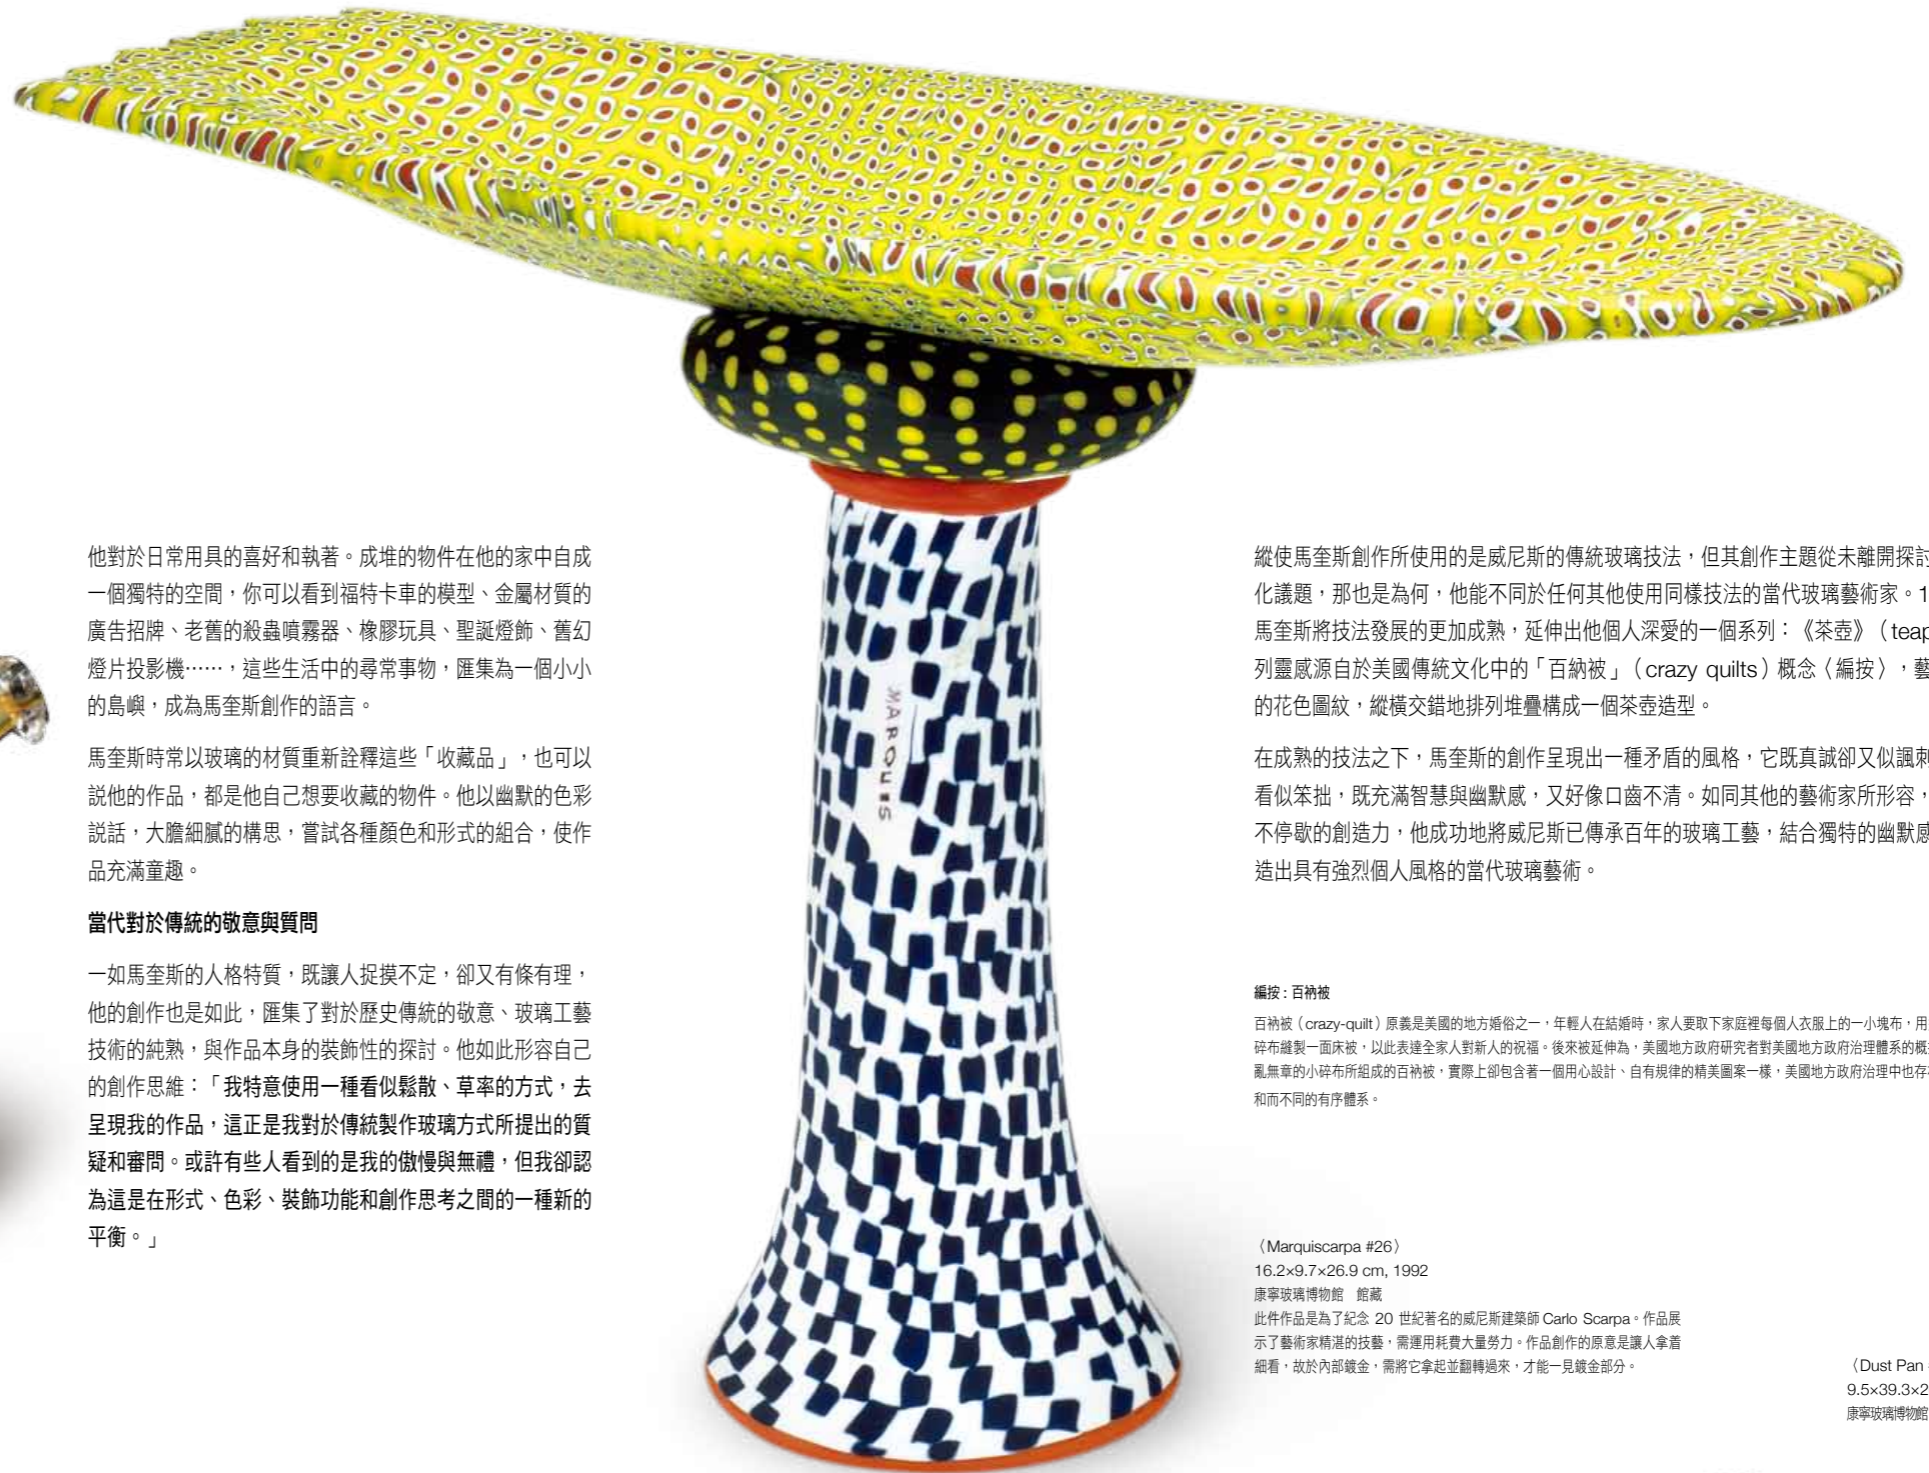 他對於日常用具的喜好和執著。成堆的物件在他的家中自成
一個獨特的空間，你可以看到福特卡車的模型、金屬材質的
廣告招牌、老舊的殺蟲噴霧器、橡膠玩具、聖誕燈飾、舊幻
燈片投影機……，這些生活中的尋常事物，匯集為一個小小
的島嶼，成為馬奎斯創作的語言。
馬奎斯時常以玻璃的材質重新詮釋這些「收藏品」，也可以
說他的作品，都是他自己想要收藏的物件。他以幽默的色彩
說話，大膽細膩的構思，嘗試各種顏色和形式的組合，使作
品充滿童趣。
當代對於傳統的敬意與質問
一如馬奎斯的人格特質，既讓人捉摸不定，卻又有條有理，
他的創作也是如此，匯集了對於歷史傳統的敬意、玻璃工藝
技術的純熟，與作品本身的裝飾性的探討。他如此形容自己
的創作思維：「我特意使用一種看似鬆散、草率的方式，去
呈現我的作品，這正是我對於傳統製作玻璃方式所提出的質
疑和審問。或許有些人看到的是我的傲慢與無禮，但我卻認
為這是在形式、色彩、裝飾功能和創作思考之間的一種新的
平衡。」
MARQUIS
縱使馬奎斯創作所使用的是威尼斯的傳統玻璃技法，但其創作主題從未離開探討
化議題，那也是為何，他能不同於任何其他使用同樣技法的當代玻璃藝術家。1
馬奎斯將技法發展的更加成熟，延伸出他個人深愛的一個系列：《茶壺》（teap
列靈感源自於美國傳統文化中的「百納被」（crazy quilts）概念〈編按〉，藝
的花色圖紋，縱橫交錯地排列堆疊構成一個茶壺造型。
在成熟的技法之下，馬奎斯的創作呈現出一種矛盾的風格，它既真誠卻又似諷刺
看似笨拙，既充滿智慧與幽默感，又好像口齒不清。如同其他的藝術家所形容，
不停歇的創造力，他成功地將威尼斯已傳承百年的玻璃工藝，結合獨特的幽默感
造出具有強烈個人風格的當代玻璃藝術。
編按：百衲被
百衲被（crazy-quilt）原義是美國的地方婚俗之一，年輕人在結婚時，家人要取下家庭裡每個人衣服上的一小塊布，用
碎布縫製一面床被，以此表達全家人對新人的祝福。後來被延伸為，美國地方政府研究者對美國地方政府治理體系的概
亂無章的小碎布所組成的百衲被，實際上卻包含著一個用心設計、自有規律的精美圖案一樣，美國地方政府治理中也存
和而不同的有序體系。
〈Marquiscarpa #26〉
16.2×9.7×26.9 cm, 1992
康寧玻璃博物館 館藏
此件作品是為了紀念 20 世紀著名的威尼斯建築師 Carlo Scarpa。作品展
示了藝術家精湛的技藝，需運用耗費大量勞力。作品創作的原意是讓人拿着
細看，故於內部鍍金，需將它拿起並翻轉過來，才能一見鍍金部分。
〈Dust Pan
9.5×39.3×2
康寧玻璃博物館